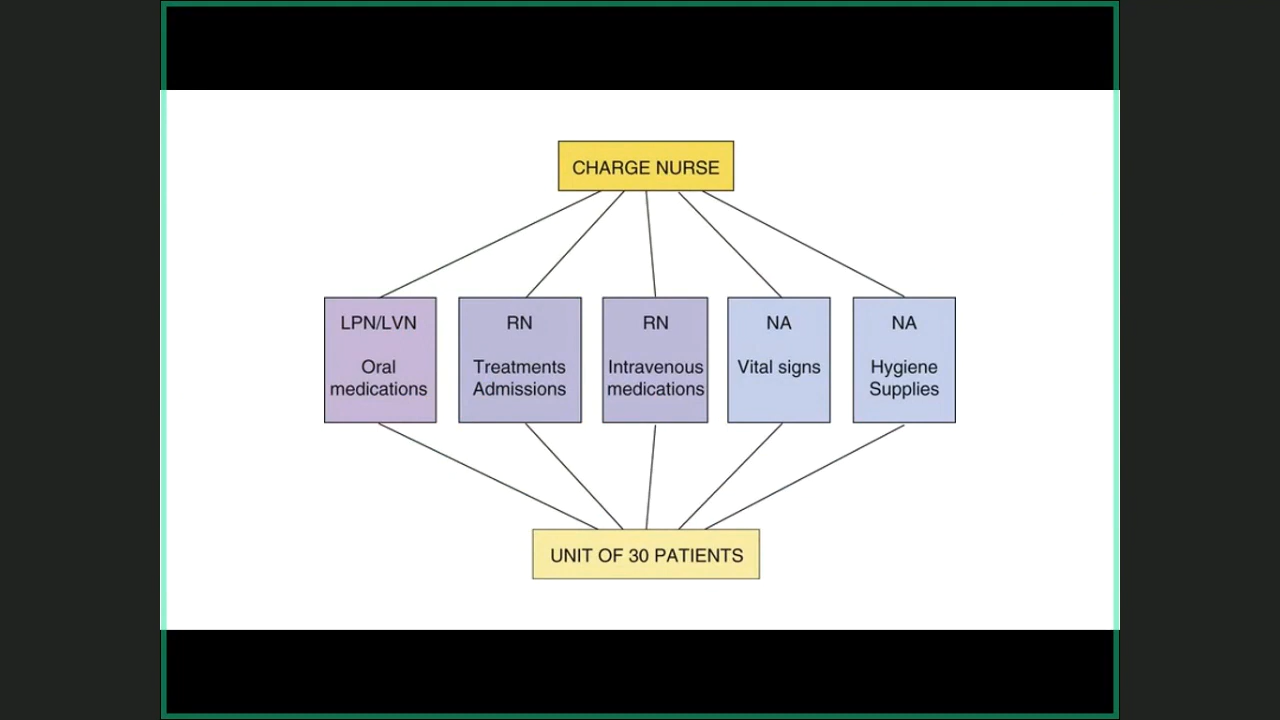 CHARGE NURSE
LPN/LVN
Oral
medications
RN
Treatments
Admissions
RN
Intravenous
medications
NA
Vital signs
NA
Hygiene
Supplies
UNIT OF 30 PATIENTS